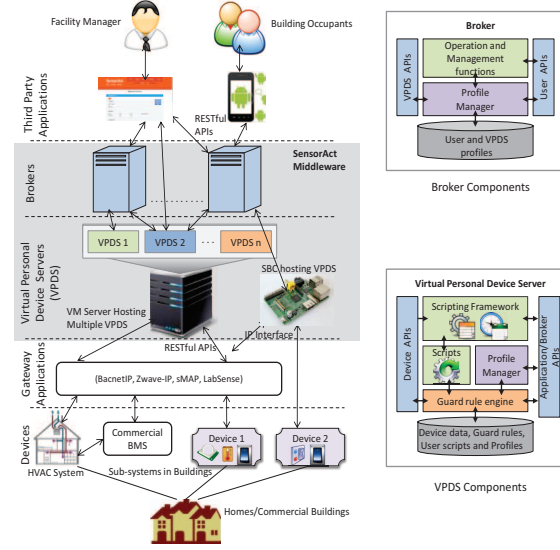 Facility Manager
Building Occupants
Third Party
Applications
RESTful
APIs
SensorAct
Middleware
Brokers
Virtual Personal
Device Servers
(VPDS)
VPDS 1
VPDS 2
...
VPDS n
SBC hosting VPDS
VM Server Hosting
Multiple VPDS
RESTful APIs
IP Interface
Gateway
Applications
(BacnetIP, Zwave-IP, sMAP, LabSense)
Devices
Commercial
BMS
Device 1
Device 2
HVAC System
Sub-systems in Buildings
Homes/Commercial Buildings
Broker
VPDS APIs
Operation and
Management
functions
Profile
Manager
User APIs
User and VPDS
profiles
Broker Components
Virtual Personal Device Server
Device APIs
Scripting Framework
Scripts
Profile
Manager
Guard rule engine
Application/Broker
APIs
Device data, Guard rules,
User scripts and Profiles
VPDS Components